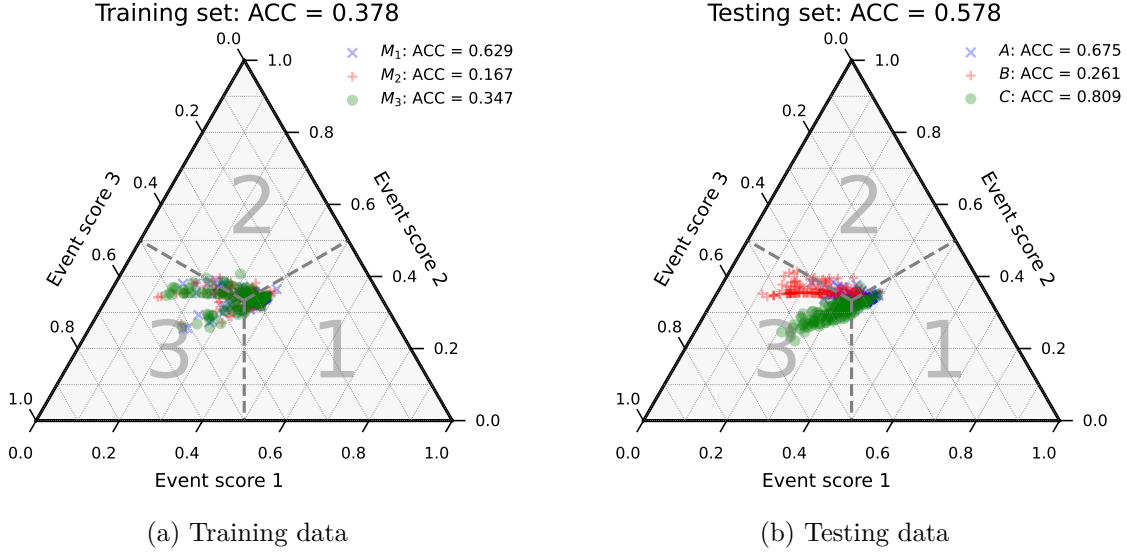 Training set: ACC = 0.378
M1: ACC = 0.629
M2: ACC = 0.167
M3: ACC = 0.347
0.0
0.2
0.4
0.6
0.8
1.0
Event score 3
1.0
0.8
0.6
0.4
0.2
0.0
Event score 2
2
3
1
0.0
0.2
0.4
0.6
0.8
1.0
Event score 1
(a) Training data
Testing set: ACC = 0.578
A: ACC = 0.675
B: ACC = 0.261
C: ACC = 0.809
0.0
0.2
0.4
0.6
0.8
1.0
Event score 3
1.0
0.8
0.6
0.4
0.2
0.0
Event score 2
2
3
1
0.0
0.2
0.4
0.6
0.8
1.0
Event score 1
(b) Testing data